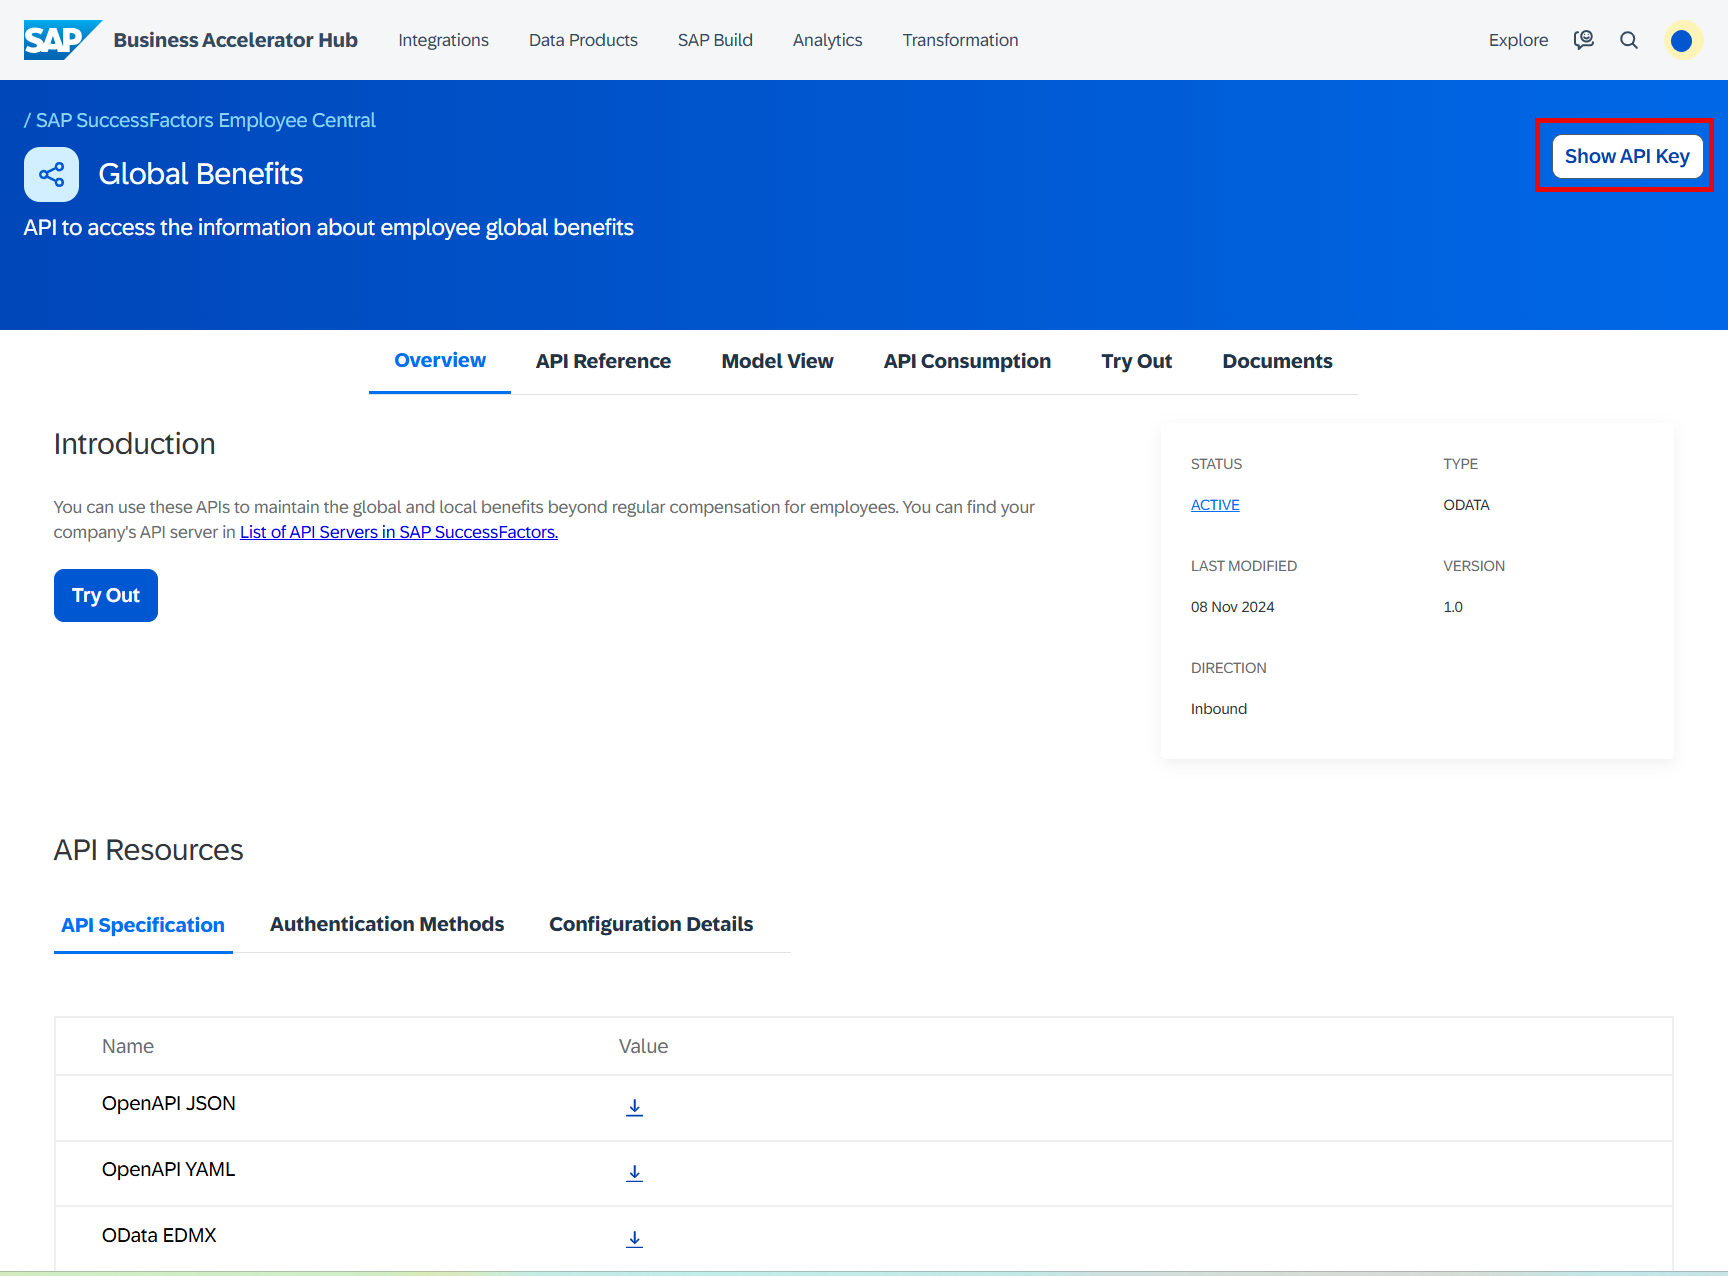 SAP Business Accelerator Hub Integrations Data Products SAP Build Analytics Transformation Explore
/ SAP SuccessFactors Employee Central
Global Benefits
Show API Key
API to access the information about employee global benefits
Overview API Reference Model View API Consumption Try Out Documents
Introduction
You can use these APIs to maintain the global and local benefits beyond regular compensation for employees. You can find your
company's API server in List of API Servers in SAP SuccessFactors.
Try Out
STATUS TYPE
ACTIVE ODATA
LAST MODIFIED VERSION
08 Nov 2024 1.0
DIRECTION
Inbound
API Resources
API Specification Authentication Methods Configuration Details
Name Value
OpenAPI JSON
OpenAPI YAML
OData EDMX